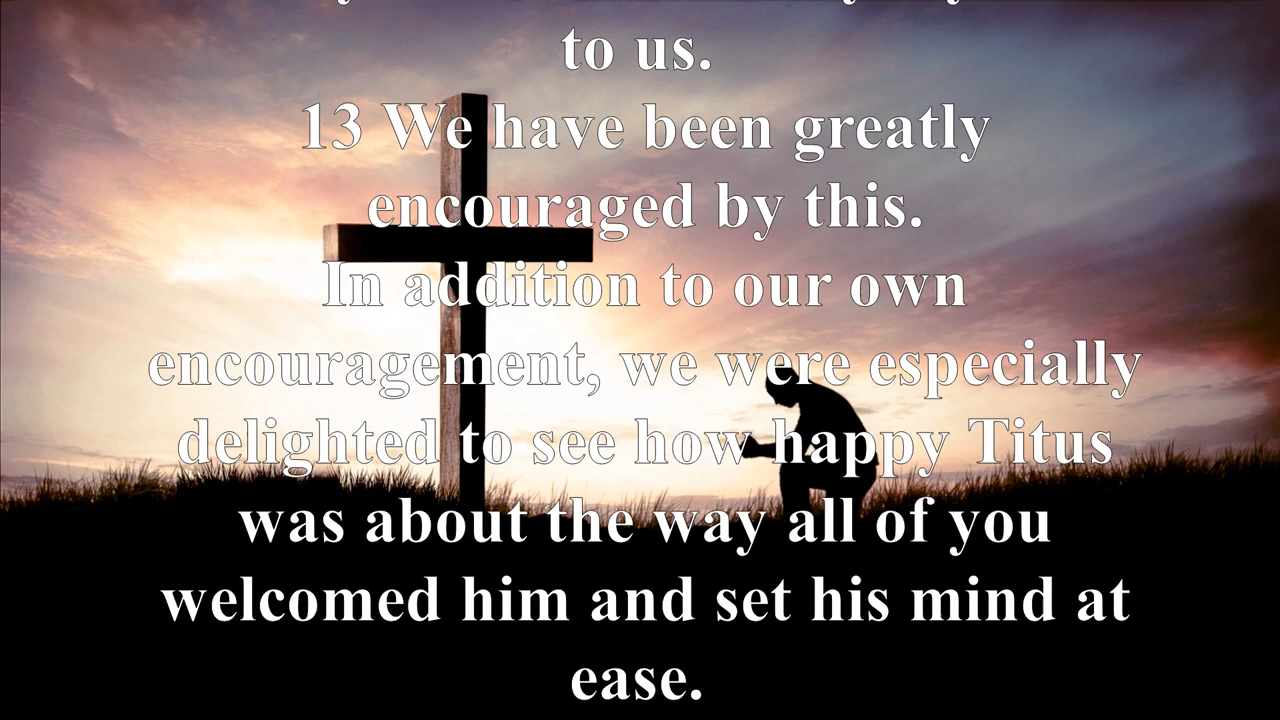 to us.
13 We have been greatly
encouraged by this.
In addition to our own
encouragement, we were especially
delighted to see how happy Titus
was about the way all of you
welcomed him and set his mind at
ease.